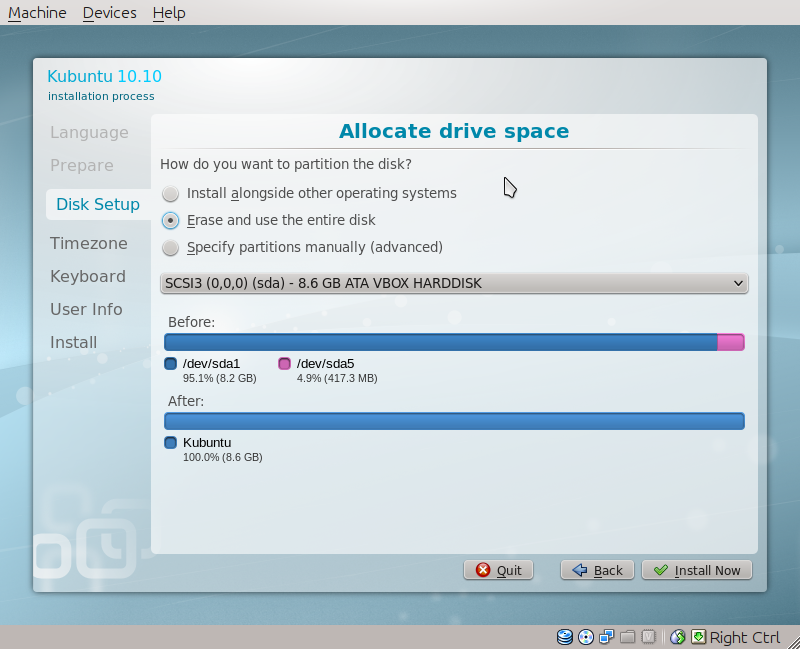 Machine Devices Help
Kubuntu 10.10
installation process
Language
Prepare
Disk Setup
Timezone
Keyboard
User Info
Install
Allocate drive space
How do you want to partition the disk?
Install alongside other operating systems
Erase and use the entire disk
Specify partitions manually (advanced)
SCSI3 (0,0,0) (sda) - 8.6 GB ATA VBOX HARDDISK
Before:
/dev/sda1 /dev/sda5
95.1% (8.2 GB) 4.9% (417.3 MB)
After:
Kubuntu
100.0% (8.6 GB)
Quit Back Install Now
Right Ctrl